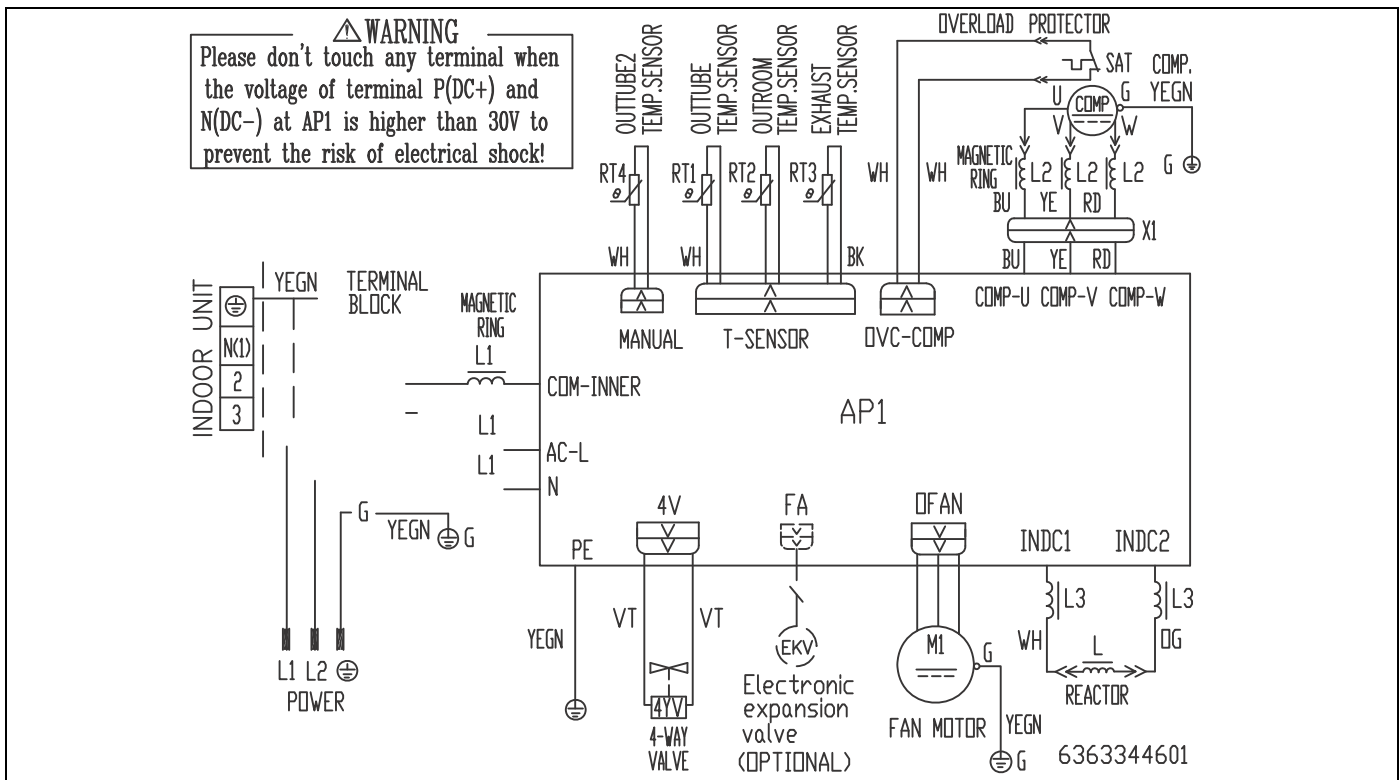 WARNING
Please don't touch any terminal when
the voltage of terminal P(DC+) and
N(DC-) at AP1 is higher than 30V to
prevent the risk of electrical shock!
OUTTUBE2
TEMP.SENSOR
OUTTUBE
TEMP.SENSOR
OUTROOM
TEMP.SENSOR
EXHAUST
TEMP.SENSOR
OVERLOAD PROTECTOR
SAT
COMP.
YEGN
U
COMP
G
V
W
RT4
RT1
RT2
RT3
θ
θ
θ
θ
WH
WH
MAGNETIC
RING
L2
L2
L2
G
BU
YE
RD
X1
WH
WH
BK
BU
YE
RD
COMP-U
COMP-V
COMP-W
MANUAL
T-SENSOR
OVC-COMP
INDOOR UNIT
N(1)
2
3
YEGN
TERMINAL
BLOCK
MAGNETIC
RING
L1
COM-INNER
AP1
L1
AC-L
L1
N
G
YEGN
G
PE
4V
FA
OFAN
INDC1
INDC2
YEGN
VT
VT
EKV
M1
G
L3
L3
WH
OG
L
REACTOR
L1
L2
POWER
4YV
4-WAY
VALVE
Electronic
expansion
valve
(OPTIONAL)
FAN MOTOR
YEGN
G
6363344601